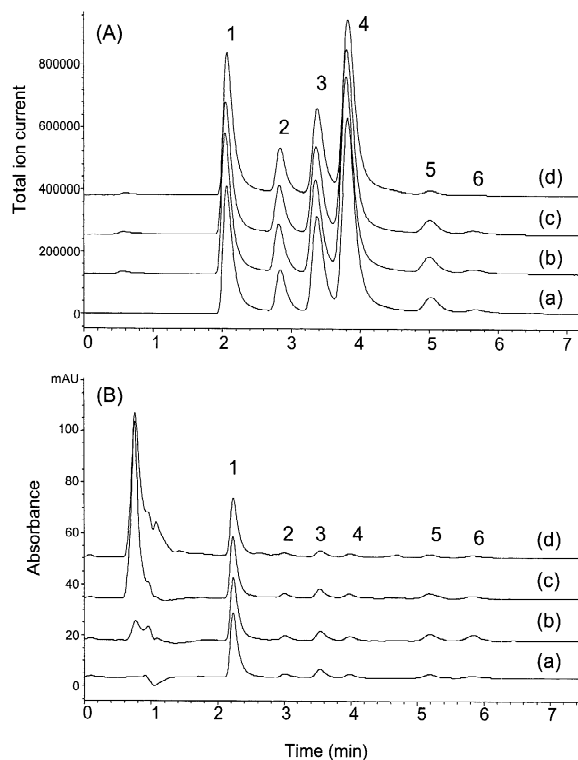 (A)
1
2
3
4
5
6
(d)
(c)
(b)
(a)
Total ion current
800000
600000
400000
200000
0
0 1 2 3 4 5 6 7
(B)
mAU
1
2
3
4
5
6
(d)
(c)
(b)
(a)
Absorbance
100
80
60
40
20
0
0 1 2 3 4 5 6 7
Time (min)